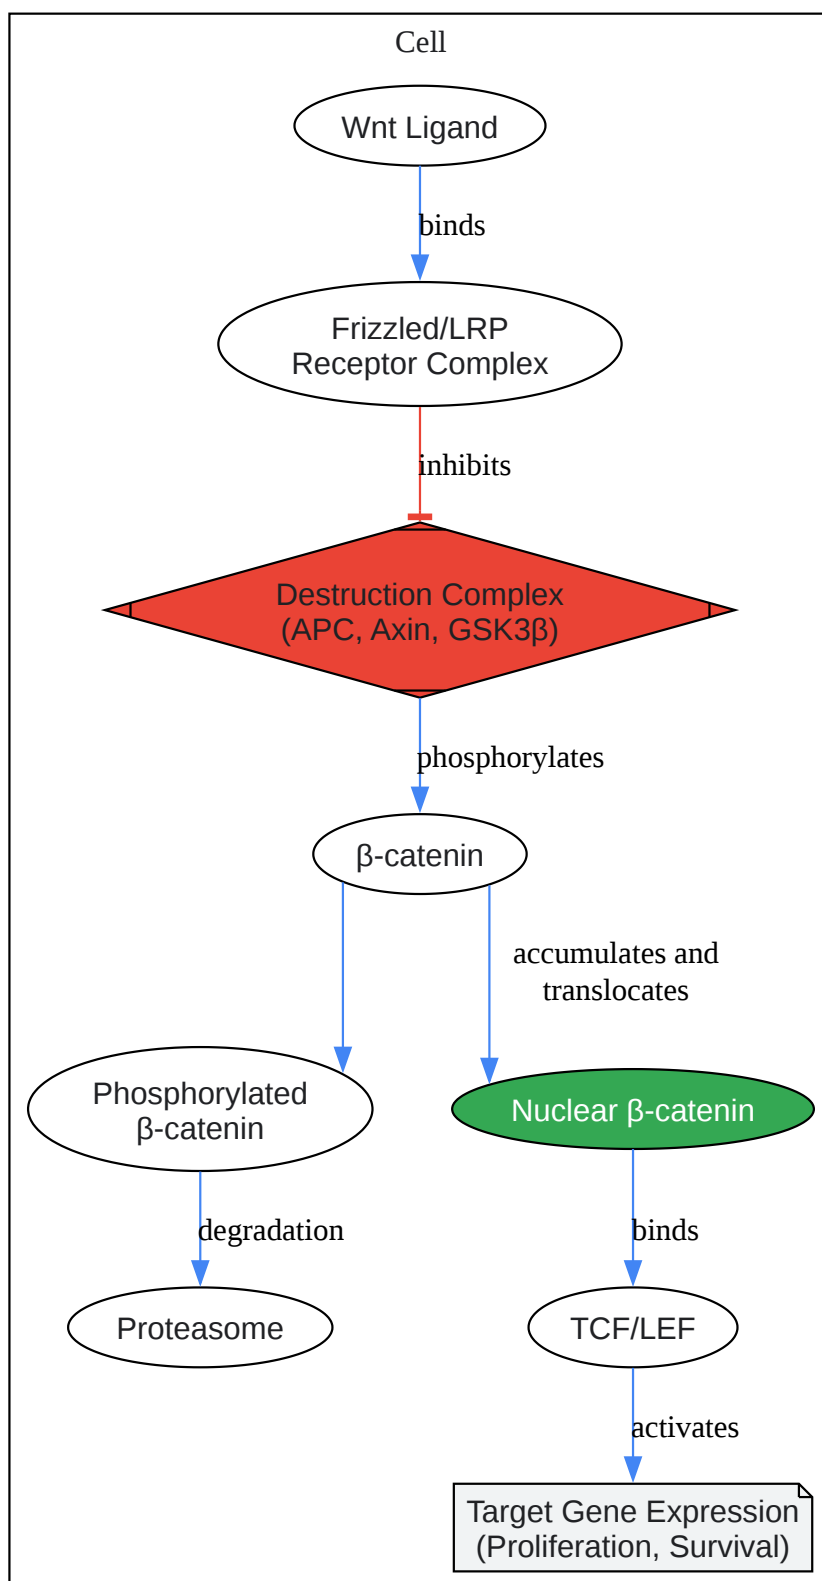 Cell
Wnt Ligand
binds
Frizzled/LRP
Receptor Complex
inhibits
Destruction Complex
(APC, Axin, GSK3β)
phosphorylates
β-catenin
accumulates and
translocates
Phosphorylated
β-catenin
Nuclear β-catenin
degradation
binds
Proteasome
TCF/LEF
activates
Target Gene Expression
(Proliferation, Survival)